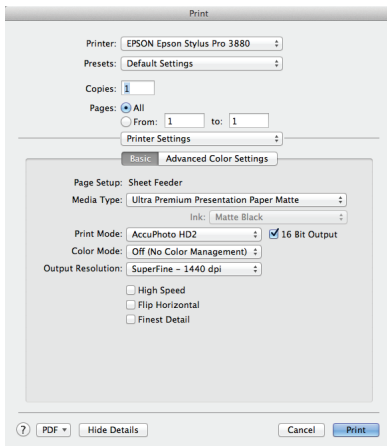 Print
Printer: EPSON Epson Stylus Pro 3880
Presets: Default Settings
Copies: 1
Pages: All
From: 1 to: 1
Printer Settings
Basic Advanced Color Settings
Page Setup: Sheet Feeder
Media Type: Ultra Premium Presentation Paper Matte
Ink: Matte Black
Print Mode: AccuPhoto HD2 16 Bit Output
Color Mode: Off (No Color Management)
Output Resolution: SuperFine – 1440 dpi
High Speed
Flip Horizontal
Finest Detail
? PDF Hide Details Cancel Print